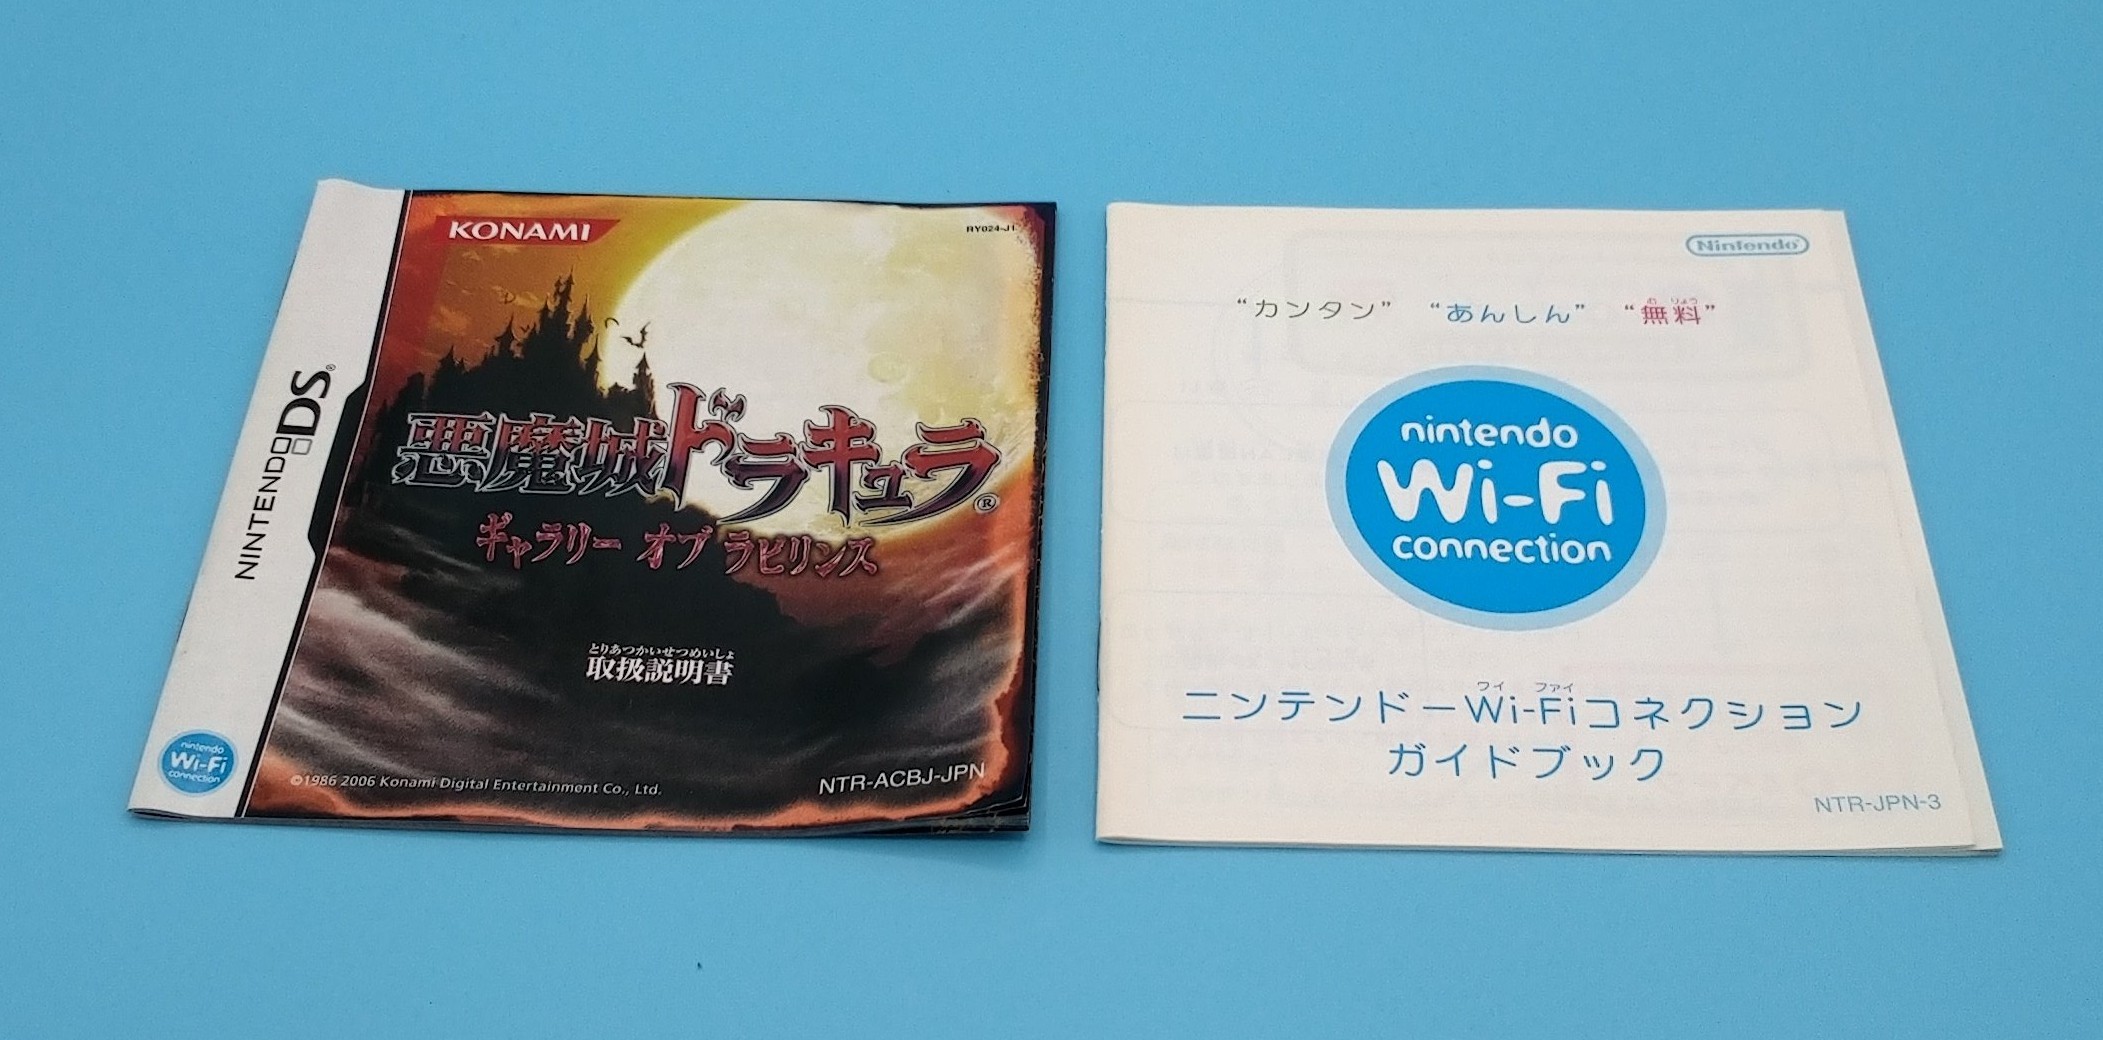 KONAMI
RY024-J1
悪魔城ドラキュラ®
ギャラリー オブ ラビリンス
とりあつかいせつめいしょ
取扱説明書
©1986 2006 Konami Digital Entertainment Co., Ltd.
NTR-ACBJ-JPN
NINTENDO DS®
nintendo
Wi-Fi
connection
Nintendo®
“カンタン” “あんしん” “無料”
む りょう
nintendo
Wi-Fi
connection
ワイ ファイ
ニンテンドーWi-Fiコネクション
ガイドブック
NTR-JPN-3